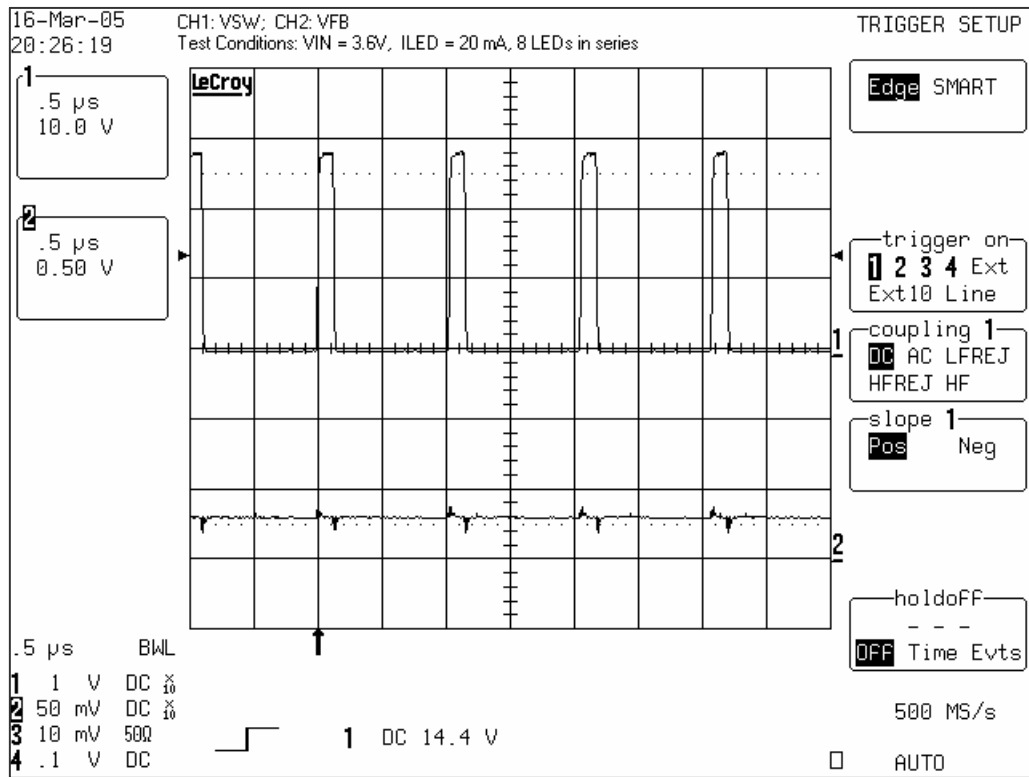 16-Mar-05
20:26:19
CH1: VSW; CH2: VFB
Test Conditions: VIN = 3.6V, ILED = 20 mA, 8 LEDs in series
TRIGGER SETUP
1
.5 µs
10.0 V
2
.5 µs
0.50 V
LeCroy
Edge SMART
trigger on
1 2 3 4 Ext
Ext10 Line
coupling 1
DC AC LFREJ
HFREJ HF
slope 1
Pos Neg
1
2
holdoff
- - -
OFF Time Evts
.5 µs BWL
1 1 V DC X10
2 50 mV DC X10
3 10 mV 50Ω
4 .1 V DC
1 DC 14.4 V
500 MS/s
AUTO